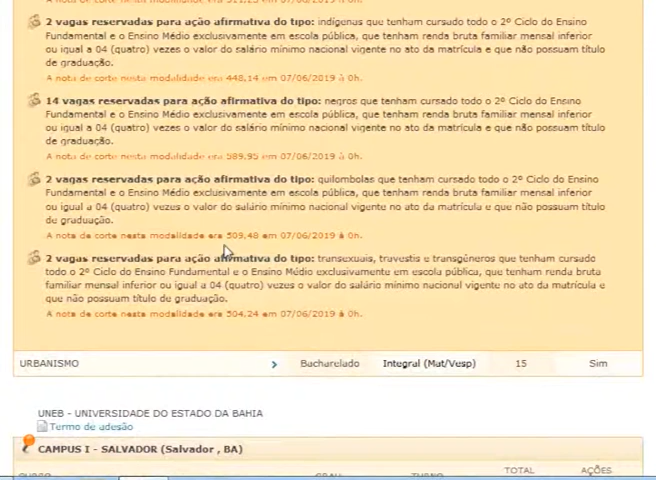 2 vagas reservadas para ação afirmativa do tipo: indígenas que tenham cursado todo o 2º Ciclo do Ensino
Fundamental e o Ensino Médio exclusivamente em escola pública, que tenham renda bruta familiar mensal inferior
ou igual a 04 (quatro) vezes o valor do salário mínimo nacional vigente no ato da matrícula e que não possuam título
de graduação.
A nota de corte nesta modalidade era 448,14 em 07/06/2019 à 0h.
14 vagas reservadas para ação afirmativa do tipo: negros que tenham cursado todo o 2º Ciclo do Ensino
Fundamental e o Ensino Médio exclusivamente em escola pública, que tenham renda bruta familiar mensal inferior
ou igual a 04 (quatro) vezes o valor do salário mínimo nacional vigente no ato da matrícula e que não possuam título
de graduação.
A nota de corte nesta modalidade era 589,95 em 07/06/2019 à 0h.
2 vagas reservadas para ação afirmativa do tipo: quilombolas que tenham cursado todo o 2º Ciclo do Ensino
Fundamental e o Ensino Médio exclusivamente em escola pública, que tenham renda bruta familiar mensal inferior
ou igual a 04 (quatro) vezes o valor do salário mínimo nacional vigente no ato da matrícula e que não possuam título
de graduação.
A nota de corte nesta modalidade era 509,48 em 07/06/2019 à 0h.
2 vagas reservadas para ação afirmativa do tipo: transexuais, travestis e transgêneros que tenham cursado
todo o 2º Ciclo do Ensino Fundamental e o Ensino Médio exclusivamente em escola pública, que tenham renda bruta
familiar mensal inferior ou igual a 04 (quatro) vezes o valor do salário mínimo nacional vigente no ato da matrícula e
que não possuam título de graduação.
A nota de corte nesta modalidade era 504,24 em 07/06/2019 à 0h.
URBANISMO Bacharelado Integral (Mat/Vesp) 15 Sim
UNEB - UNIVERSIDADE DO ESTADO DA BAHIA
Termo de adesão
CAMPUS I - SALVADOR (Salvador , BA)
CURSO GRAU TURNO TOTAL AÇÕES